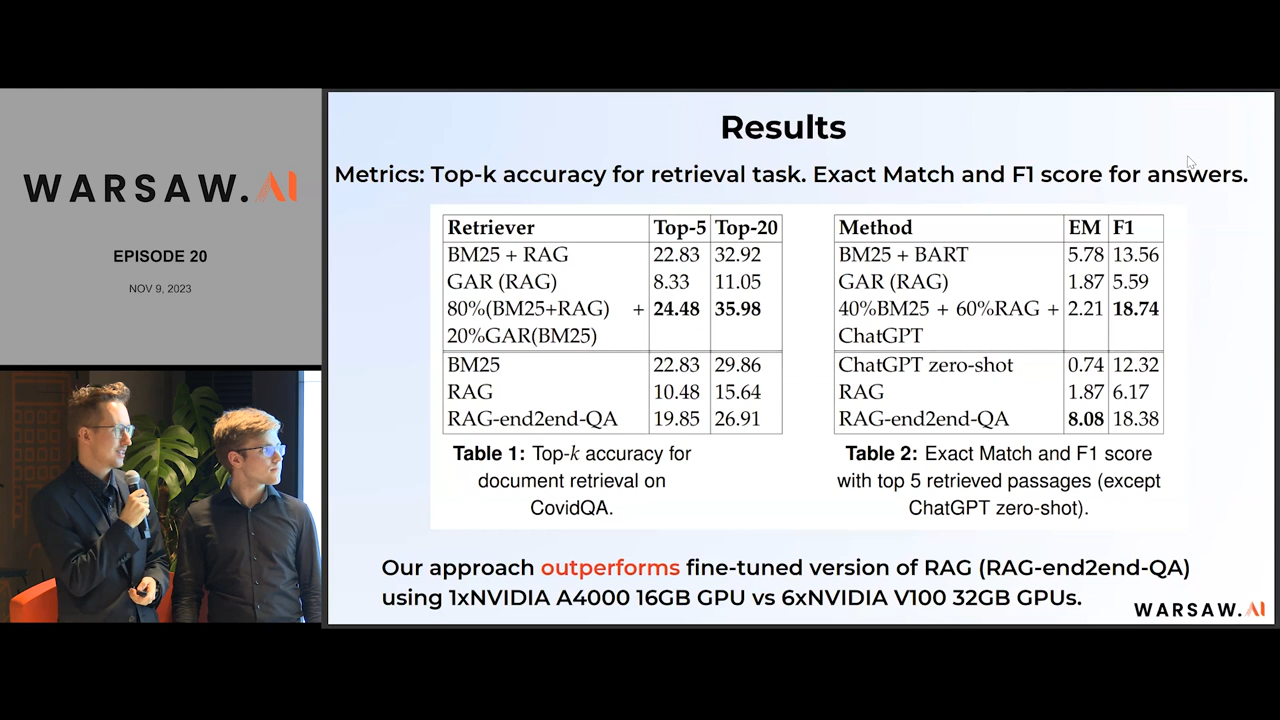 WARSAW.AI
EPISODE 20
NOV 9, 2023
Results
Metrics: Top-k accuracy for retrieval task. Exact Match and F1 score for answers.
Retriever Top-5 Top-20
BM25 + RAG 22.83 32.92
GAR (RAG) 8.33 11.05
80%(BM25+RAG) + 24.48 35.98
20%GAR(BM25)
BM25 22.83 29.86
RAG 10.48 15.64
RAG-end2end-QA 19.85 26.91
Table 1: Top-k accuracy for
document retrieval on
CovidQA.
Method EM F1
BM25 + BART 5.78 13.56
GAR (RAG) 1.87 5.59
40%BM25 + 60%RAG + 2.21 18.74
ChatGPT
ChatGPT zero-shot 0.74 12.32
RAG 1.87 6.17
RAG-end2end-QA 8.08 18.38
Table 2: Exact Match and F1 score
with top 5 retrieved passages (except
ChatGPT zero-shot).
Our approach outperforms fine-tuned version of RAG (RAG-end2end-QA)
using 1xNVIDIA A4000 16GB GPU vs 6xNVIDIA V100 32GB GPUs.
WARSAW.AI